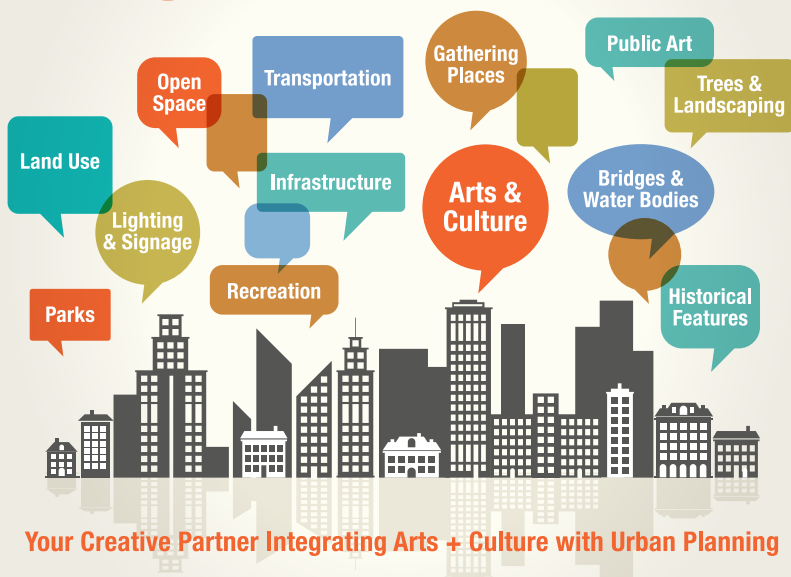 Public Art
Gathering
Places
Open
Space
Transportation
Trees &
Landscaping
Land Use
Infrastructure
Arts &
Culture
Bridges &
Water Bodies
Lighting
& Signage
Recreation
Historical
Features
Parks
Your Creative Partner Integrating Arts + Culture with Urban Planning